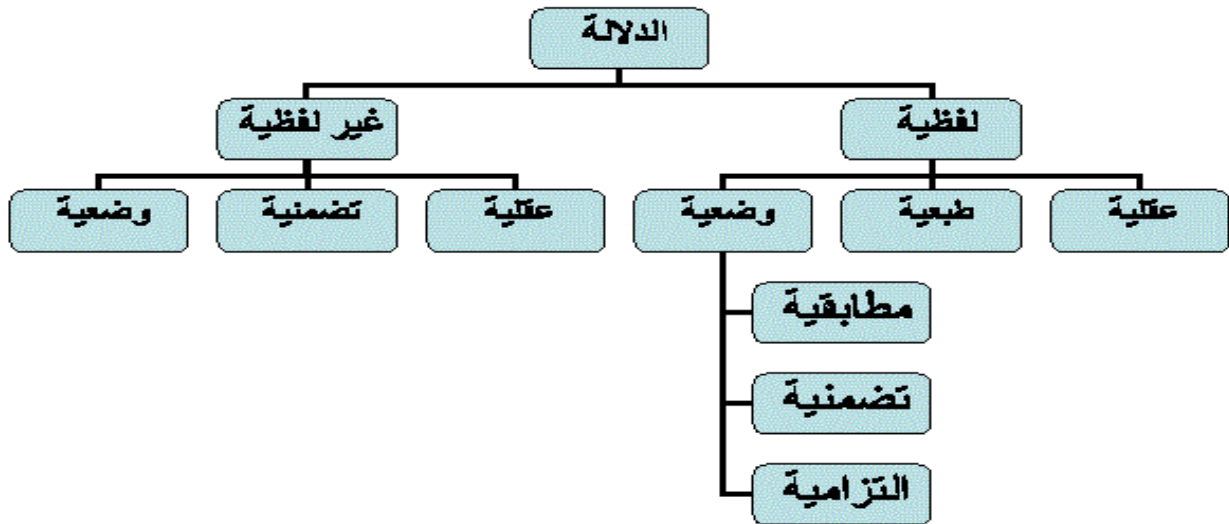 الدلالة
لفظية
غير لفظية
عقلية
طبعية
وضعية
عقلية
تضمنية
وضعية
مطابقية
تضمنية
التزامية